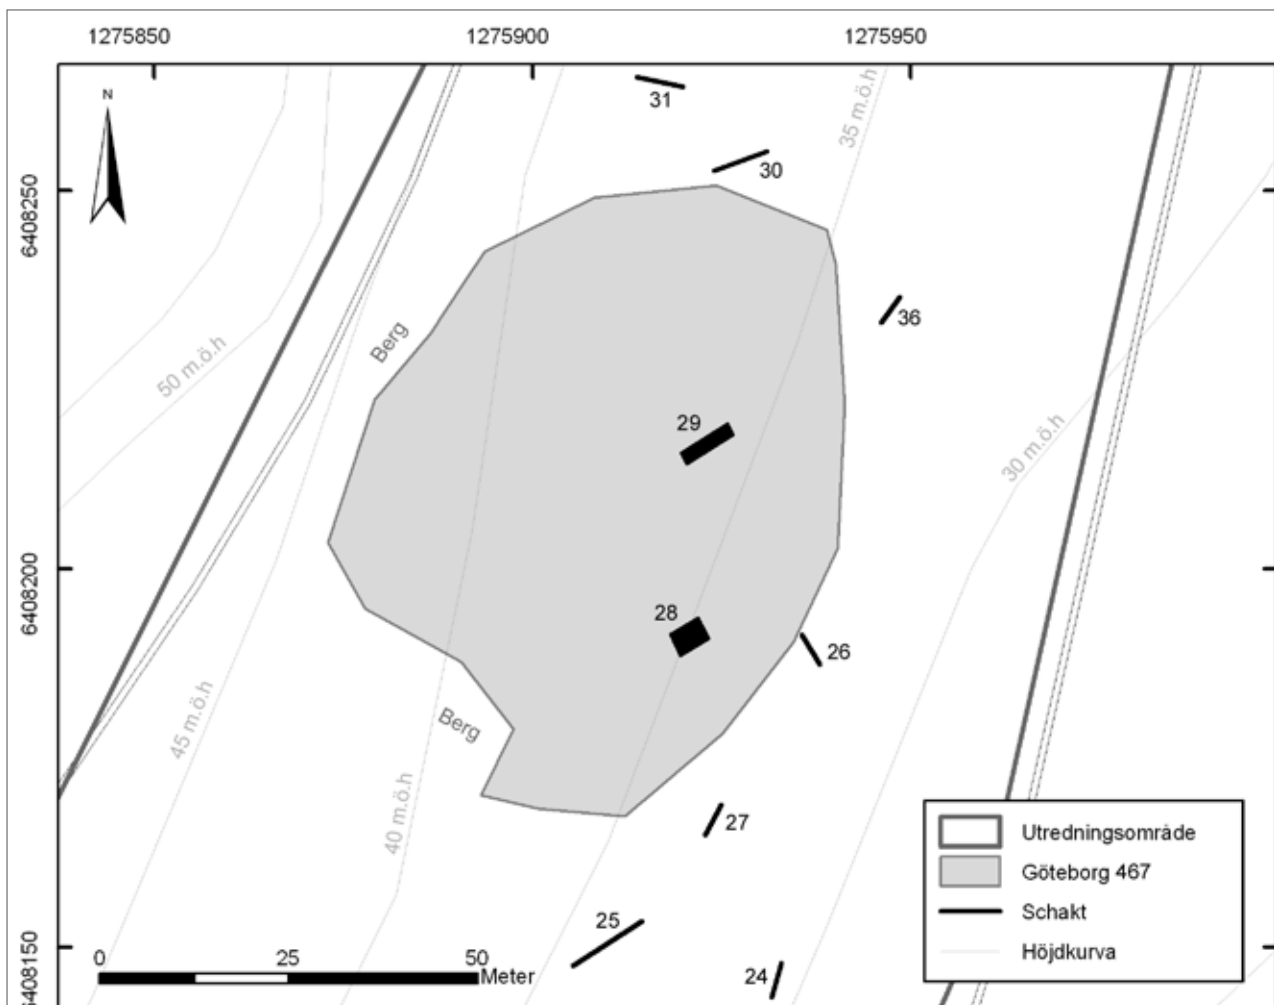 1275850 1275900 1275950
N
31
35 m.ö.h
30
6408250
36
Berg
50 m.ö.h
29
30 m.ö.h
6408200
28
26
Berg
45 m.ö.h
40 m.ö.h
27
25
24
6408150
0 25 50
Meter
Utredningsområde
Göteborg 467
Schakt
Höjdkurva